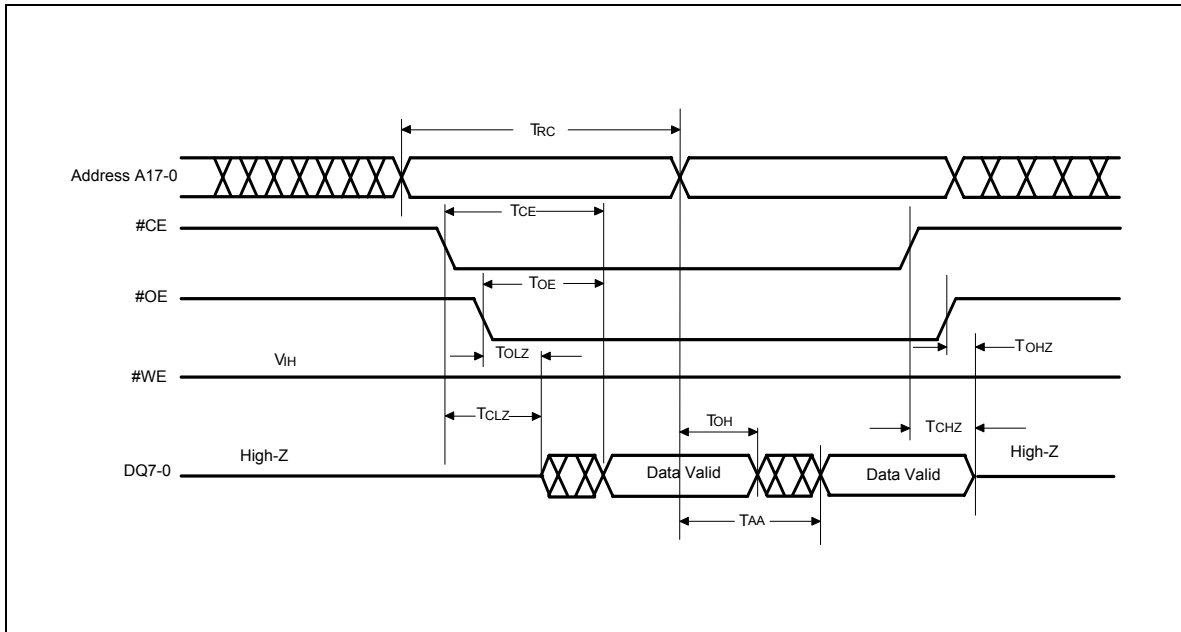 TRC
Address A17-0
TCE
#CE
TOE
#OE
TOLZ
TOHZ
VIH
#WE
TCLZ
TOH
TCHZ
High-Z
High-Z
DQ7-0
Data Valid
Data Valid
TAA